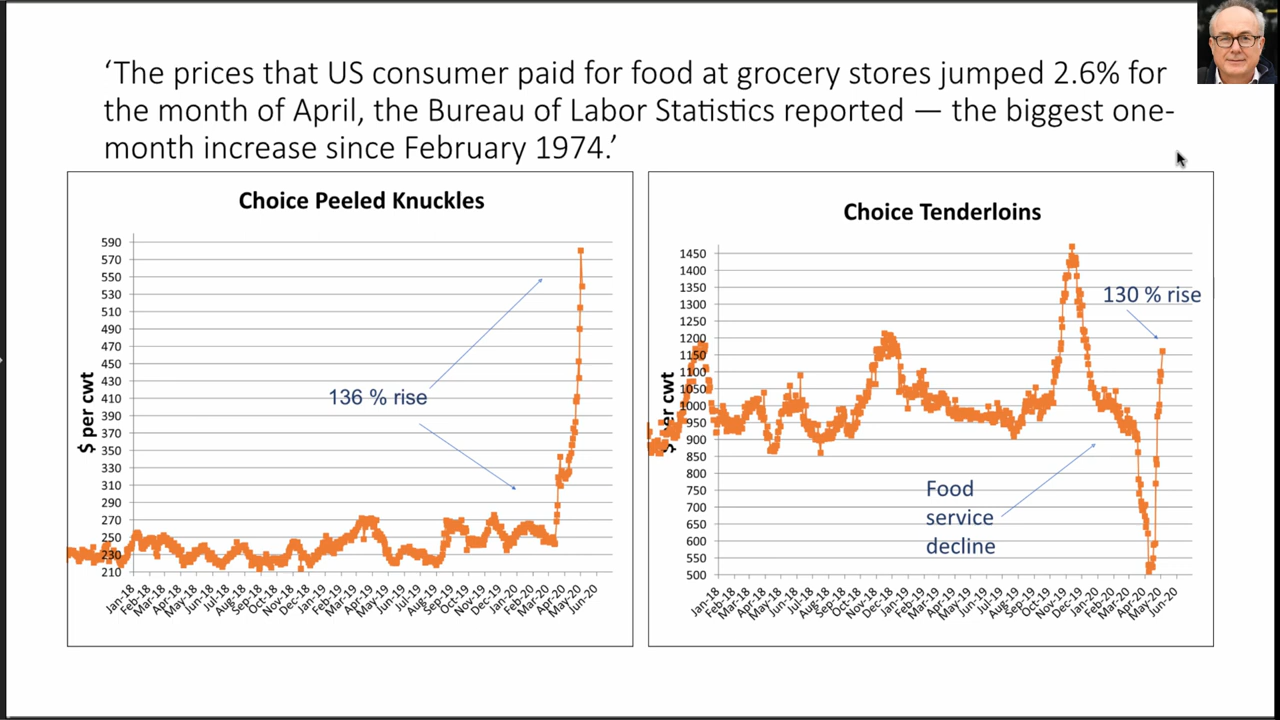 ‘The prices that US consumer paid for food at grocery stores jumped 2.6% for
the month of April, the Bureau of Labor Statistics reported — the biggest one-
month increase since February 1974.’
Choice Peeled Knuckles
$ per cwt
590
570
550
530
510
490
470
450
430
410
390
370
350
330
310
290
270
250
230
210
136 % rise
Jan-18
Feb-18
Mar-18
Apr-18
May-18
Jun-18
Jul-18
Aug-18
Sep-18
Oct-18
Nov-18
Dec-18
Jan-19
Feb-19
Mar-19
Apr-19
May-19
Jun-19
Jul-19
Aug-19
Sep-19
Oct-19
Nov-19
Dec-19
Jan-20
Feb-20
Mar-20
Apr-20
May-20
Jun-20
Choice Tenderloins
per cwt
1450
1400
1350
1300
1250
1200
1150
1100
1050
1000
950
900
850
800
750
700
650
600
550
500
130 % rise
Food
service
decline
Jan-18
Feb-18
Mar-18
Apr-18
May-18
Jun-18
Jul-18
Aug-18
Sep-18
Oct-18
Nov-18
Dec-18
Jan-19
Feb-19
Mar-19
Apr-19
May-19
Jun-19
Jul-19
Aug-19
Sep-19
Oct-19
Nov-19
Dec-19
Jan-20
Feb-20
Mar-20
Apr-20
May-20
Jun-20